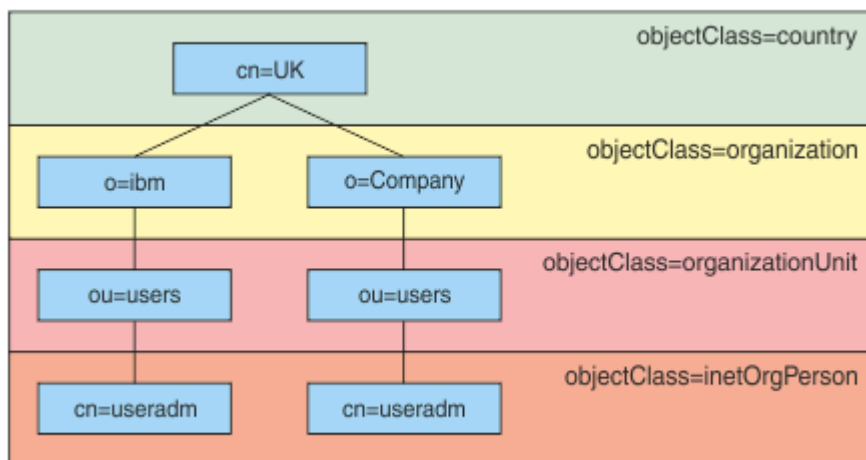 objectClass=country
cn=UK
objectClass=organization
o=ibm
o=Company
objectClass=organizationUnit
ou=users
ou=users
objectClass=inetOrgPerson
cn=useradm
cn=useradm